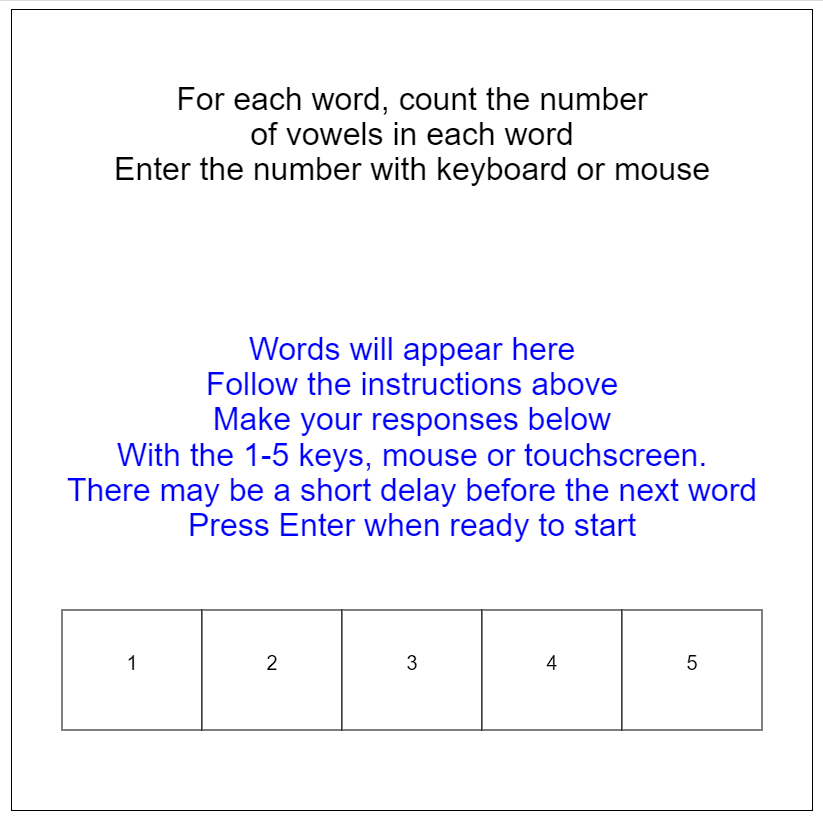 For each word, count the number
of vowels in each word
Enter the number with keyboard or mouse
Words will appear here
Follow the instructions above
Make your responses below
With the 1-5 keys, mouse or touchscreen.
There may be a short delay before the next word
Press Enter when ready to start
1 2 3 4 5